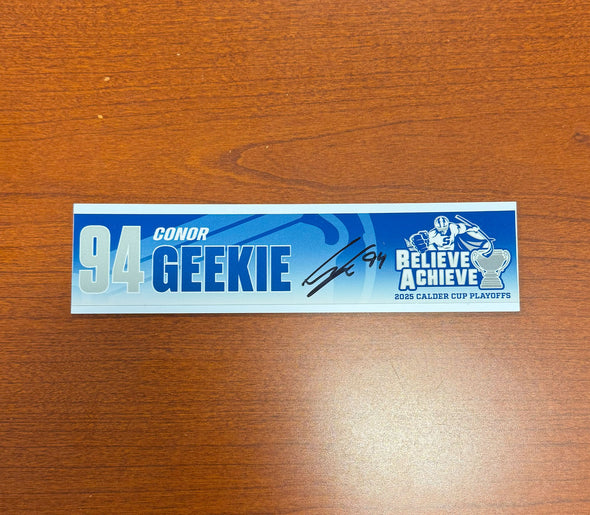 94
CONOR
GEEKIE
94
BELIEVE
ACHIEVE
2025 CALDER CUP PLAYOFFS